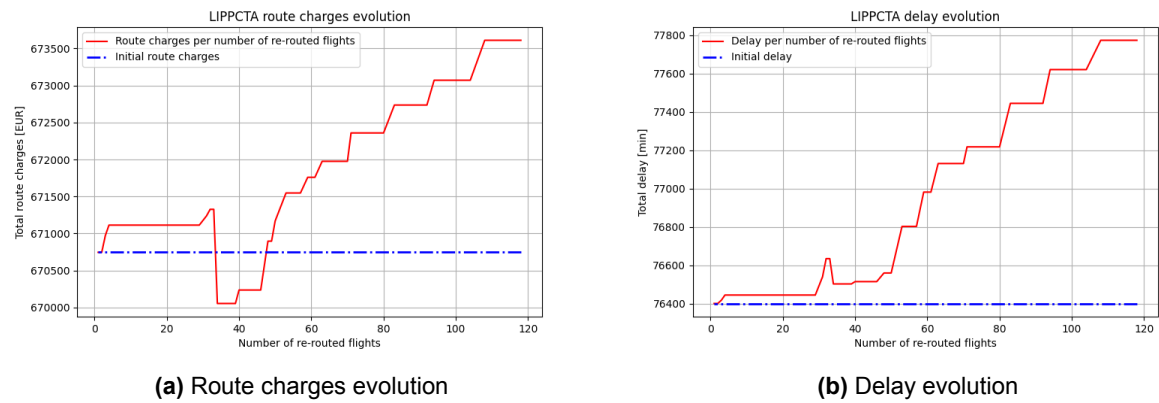 LIPPCTA route charges evolution
Route charges per number of re-routed flights
Initial route charges
673500
673000
672500
672000
671500
671000
670500
670000
Total route charges [EUR]
0 20 40 60 80 100 120
Number of re-routed flights
(a) Route charges evolution
LIPPCTA delay evolution
Delay per number of re-routed flights
Initial delay
77800
77600
77400
77200
77000
76800
76600
76400
Total delay [min]
0 20 40 60 80 100 120
Number of re-routed flights
(b) Delay evolution